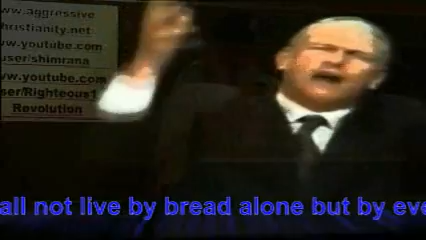 ww.aggressive
christianity.net
www.youtube.com
user/shimrana
www.youtube.com
ser/Righteous1
Revolution
all not live by bread alone but by eve